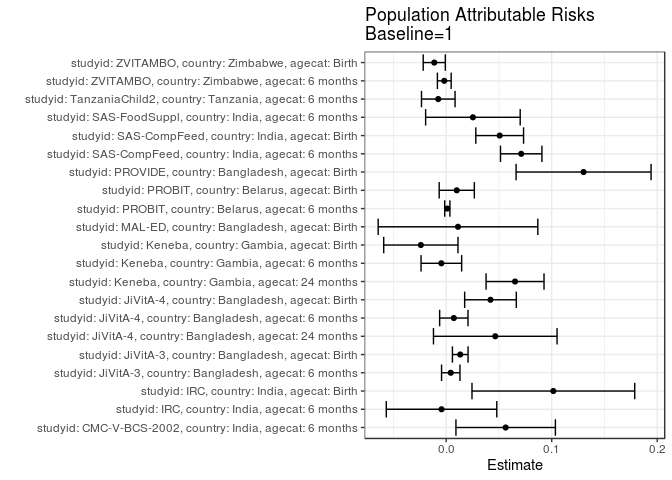 Population Attributable Risks
Baseline=1
studyid: ZVITAMBO, country: Zimbabwe, agecat: Birth
studyid: ZVITAMBO, country: Zimbabwe, agecat: 6 months
studyid: TanzaniaChild2, country: Tanzania, agecat: 6 months
studyid: SAS-FoodSuppl, country: India, agecat: 6 months
studyid: SAS-CompFeed, country: India, agecat: Birth
studyid: SAS-CompFeed, country: India, agecat: 6 months
studyid: PROVIDE, country: Bangladesh, agecat: Birth
studyid: PROBIT, country: Belarus, agecat: Birth
studyid: PROBIT, country: Belarus, agecat: 6 months
studyid: MAL-ED, country: Bangladesh, agecat: Birth
studyid: Keneba, country: Gambia, agecat: Birth
studyid: Keneba, country: Gambia, agecat: 6 months
studyid: Keneba, country: Gambia, agecat: 24 months
studyid: JiVitA-4, country: Bangladesh, agecat: Birth
studyid: JiVitA-4, country: Bangladesh, agecat: 6 months
studyid: JiVitA-4, country: Bangladesh, agecat: 24 months
studyid: JiVitA-3, country: Bangladesh, agecat: Birth
studyid: JiVitA-3, country: Bangladesh, agecat: 6 months
studyid: IRC, country: India, agecat: Birth
studyid: IRC, country: India, agecat: 6 months
studyid: CMC-V-BCS-2002, country: India, agecat: 6 months
0.0 0.1 0.2
Estimate